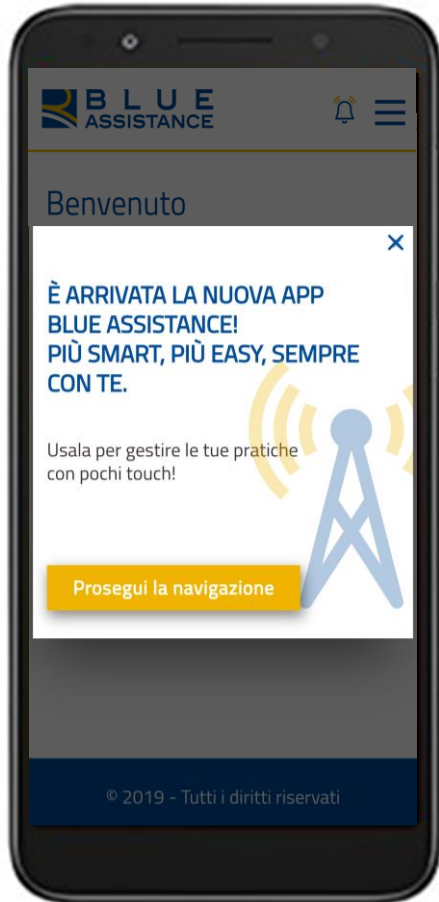 BLUE
ASSISTANCE
Benvenuto
È ARRIVATA LA NUOVA APP
BLUE ASSISTANCE!
PIÙ SMART, PIÙ EASY, SEMPRE
CON TE.
Usala per gestire le tue pratiche
con pochi touch!
Prosegui la navigazione
© 2019 - Tutti i diritti riservati